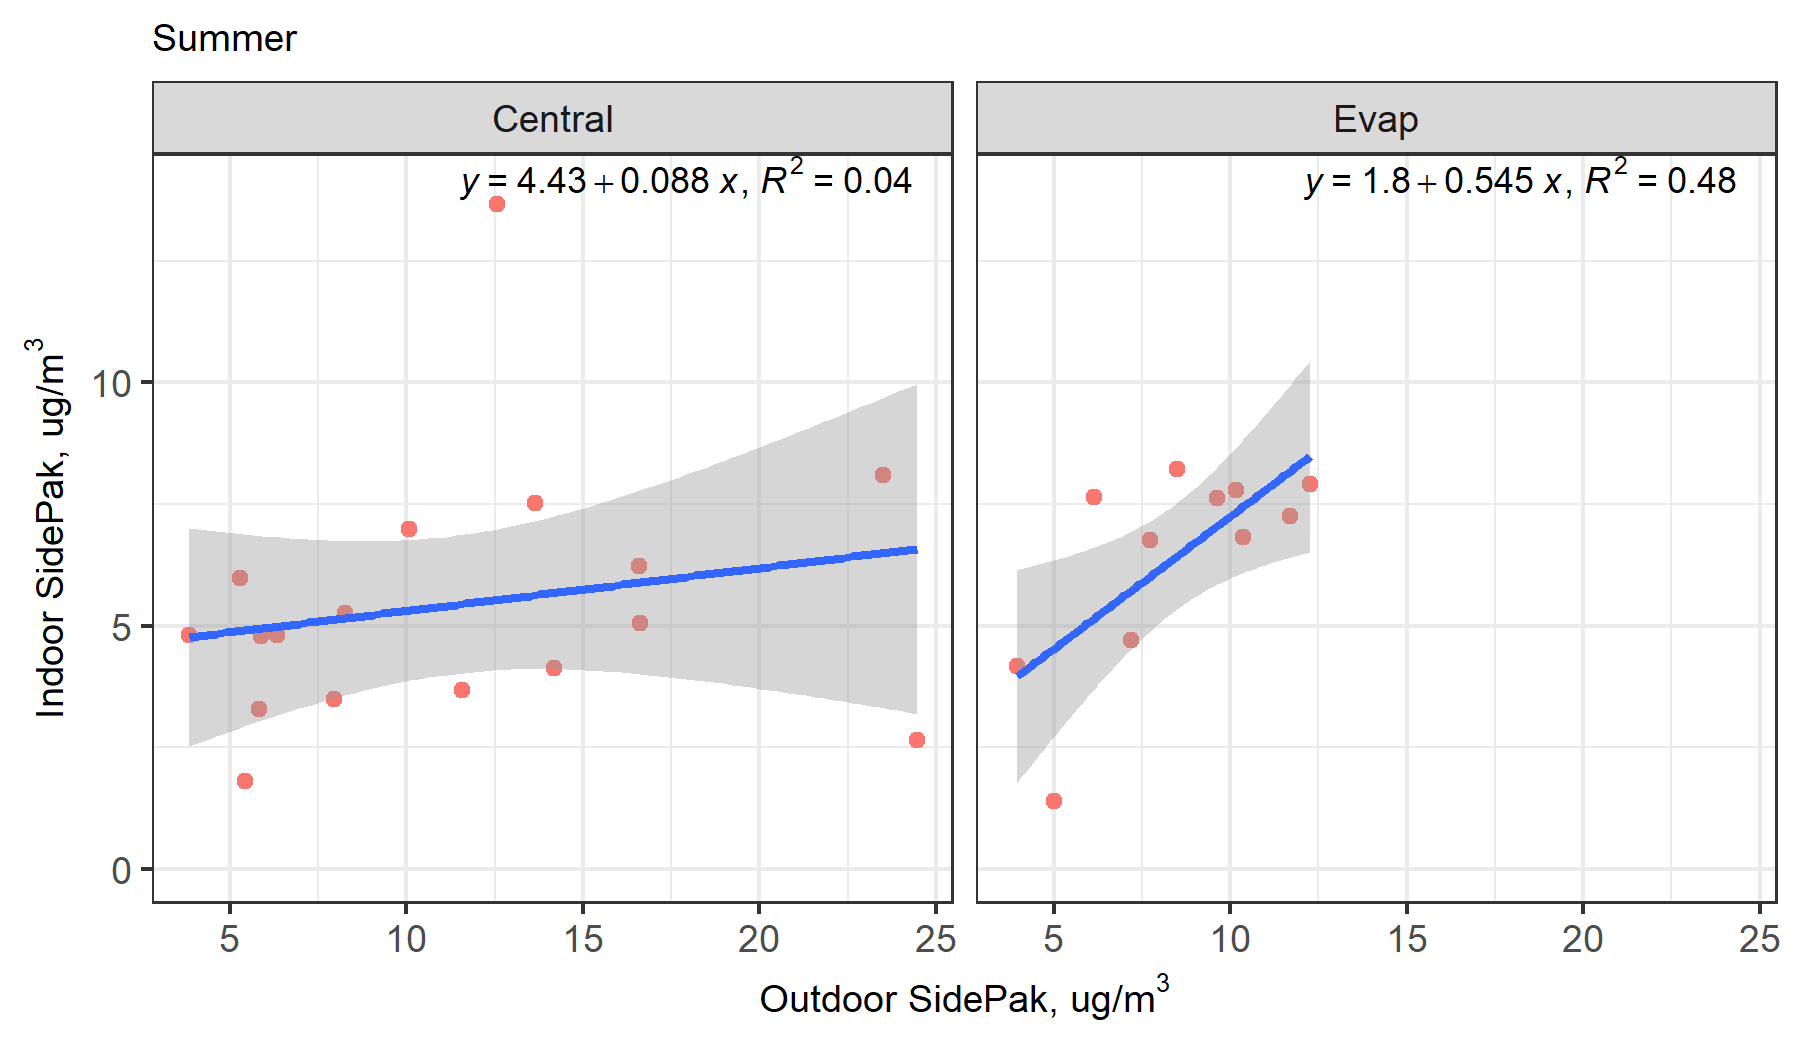 Summer
Central
Evap
y = 4.43 + 0.088 x, R² = 0.04
y = 1.8 + 0.545 x, R² = 0.48
Indoor SidePak, ug/m³
10
5
0
5 10 15 20 25
5 10 15 20 25
Outdoor SidePak, ug/m³